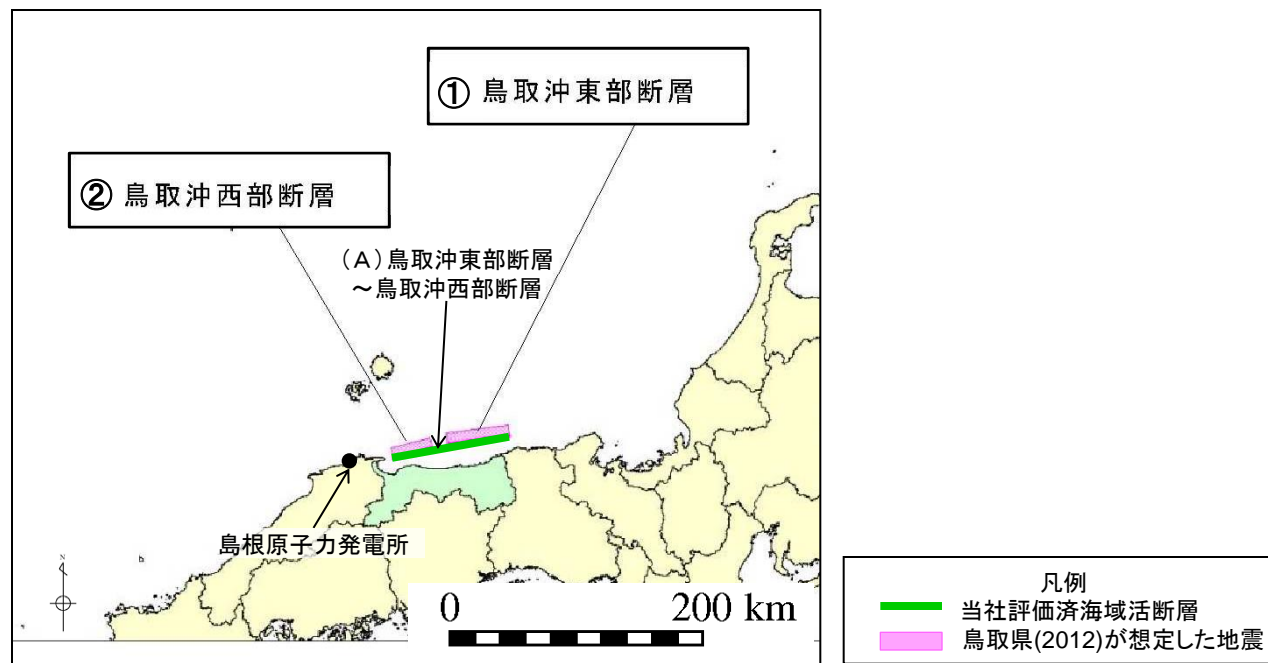 ① 鳥取沖東部断層
② 鳥取沖西部断層
(A)鳥取沖東部断層
～鳥取沖西部断層
島根原子力発電所
N
0 200 km
凡例
当社評価済海域活断層
鳥取県(2012)が想定した地震